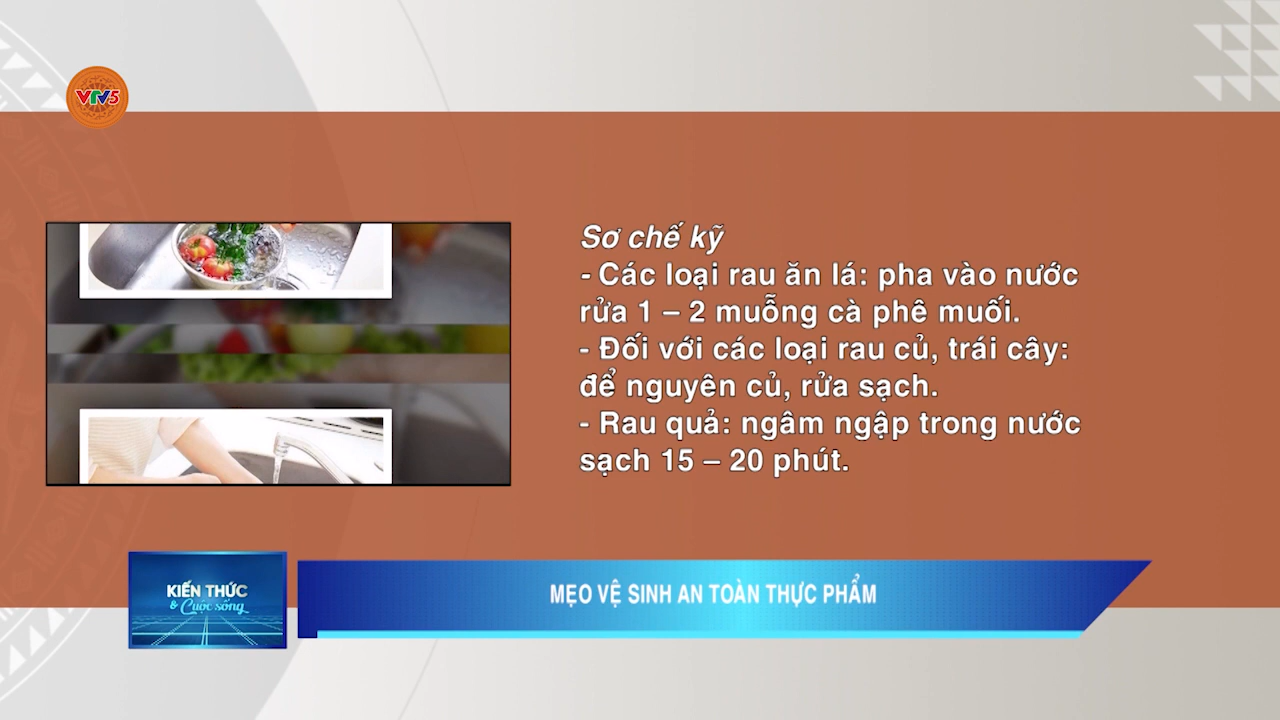 VTV5
Sơ chế kỹ
- Các loại rau ăn lá: pha vào nước
rửa 1 – 2 muỗng cà phê muối.
- Đối với các loại rau củ, trái cây:
để nguyên củ, rửa sạch.
- Rau quả: ngâm ngập trong nước
sạch 15 – 20 phút.
KIẾN THỨC
& Cuộc sống
MẸO VỆ SINH AN TOÀN THỰC PHẨM